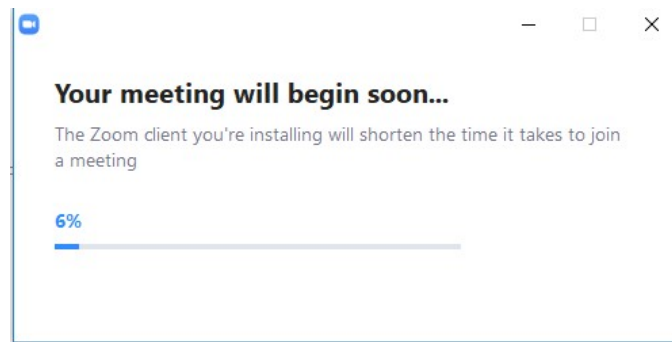 Your meeting will begin soon...
The Zoom client you're installing will shorten the time it takes to join
a meeting
6%